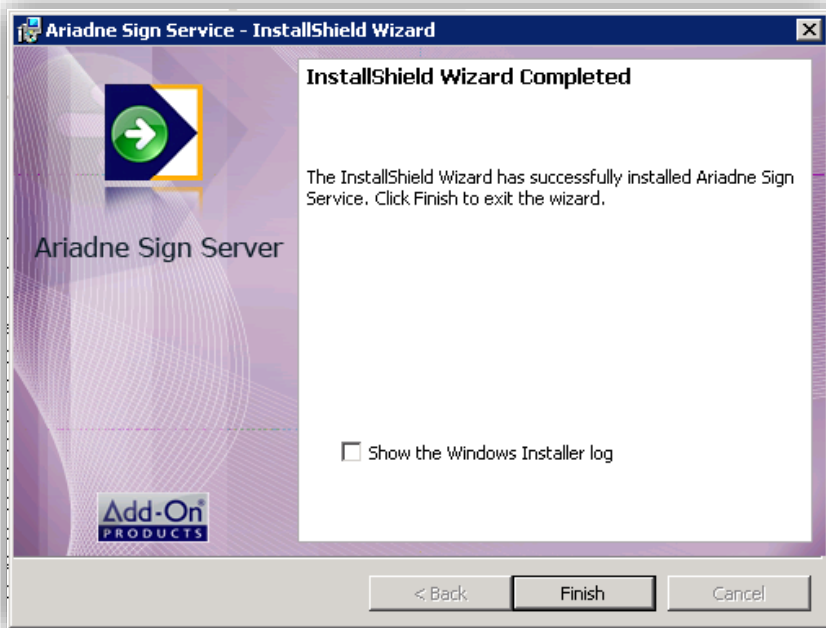 Ariadne Sign Service - InstallShield Wizard
InstallShield Wizard Completed
The InstallShield Wizard has successfully installed Ariadne Sign
Service. Click Finish to exit the wizard.
Ariadne Sign Server
Show the Windows Installer log
Add-On®
PRODUCTS
< Back
Finish
Cancel